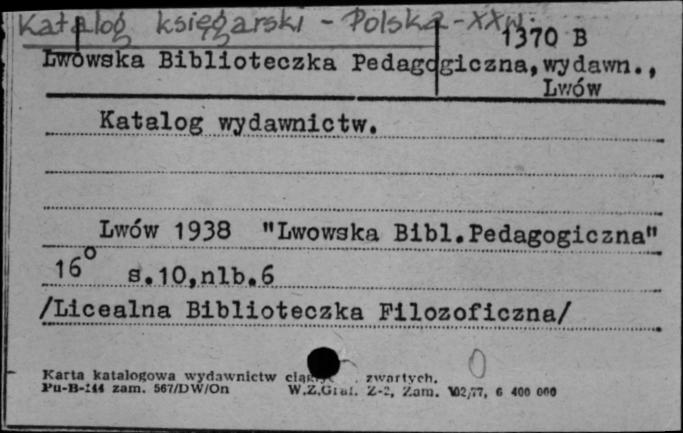 Katalog księgarski - Polska - XX w.
1370 B
Lwowska Biblioteczka Pedagogiczna, wydawn.,
Lwów
Katalog wydawnictw.
Lwów 1938 "Lwowska Bibl.Pedagogiczna"
16° s.10,nlb.6
/Licealna Biblioteczka Filozoficzna/
Karta katalogowa wydawnictw zwartych.
Pu-B-144 zam. 567/DW/On W.Z.Graf. Z-2, Zam. 102/77, 6 400 000